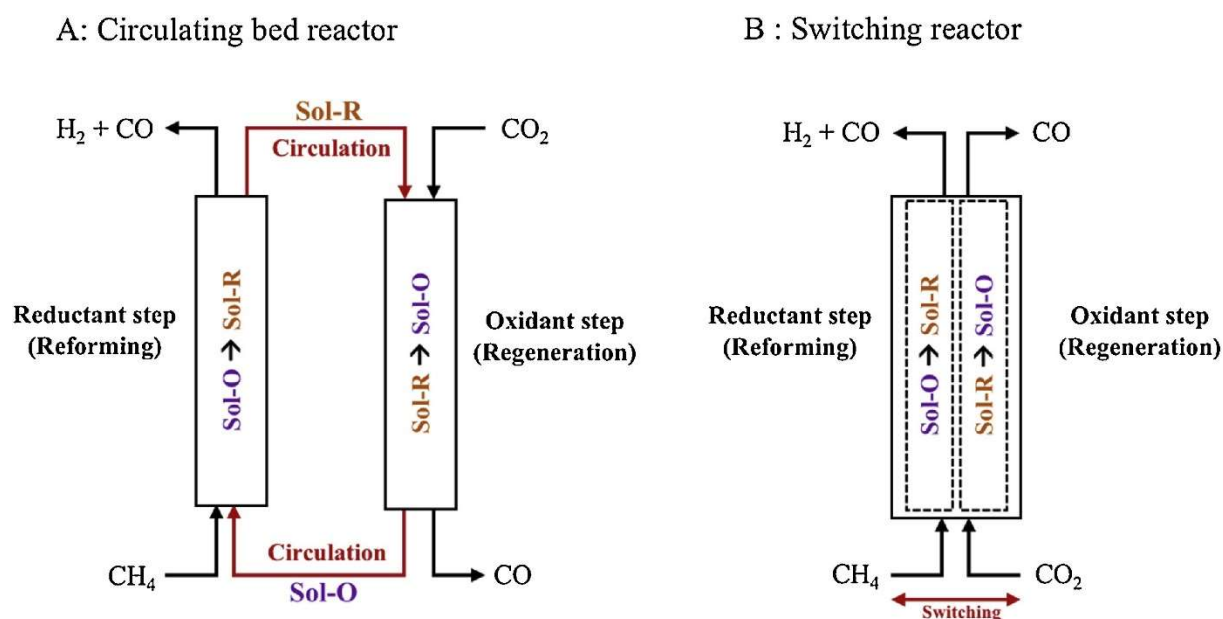 A: Circulating bed reactor
H₂ + CO
Sol-R
Circulation
CO₂
Reductant step
(Reforming)
Sol-O → Sol-R
Sol-R → Sol-O
Oxidant step
(Regeneration)
CH₄
Circulation
Sol-O
CO
B : Switching reactor
H₂ + CO
CO
Reductant step
(Reforming)
Sol-O → Sol-R
Sol-R → Sol-O
Oxidant step
(Regeneration)
CH₄
CO₂
Switching